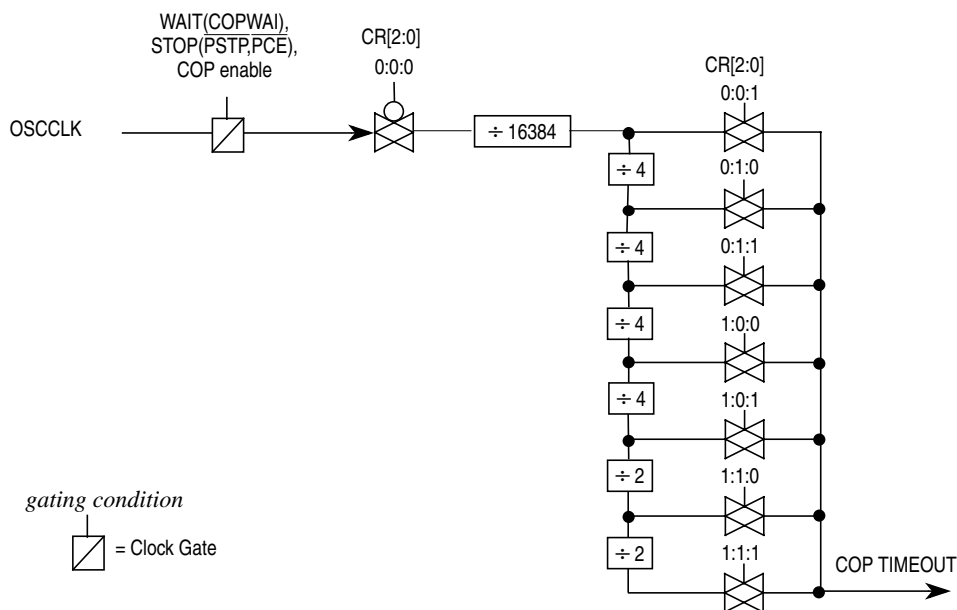 WAIT(COPWAI),
STOP(PSTP,PCE),
COP enable
CR[2:0]
0:0:0
CR[2:0]
0:0:1
OSCCLK
÷ 16384
÷ 4
0:1:0
÷ 4
0:1:1
÷ 4
1:0:0
÷ 4
1:0:1
÷ 2
1:1:0
÷ 2
1:1:1
gating condition
= Clock Gate
COP TIMEOUT